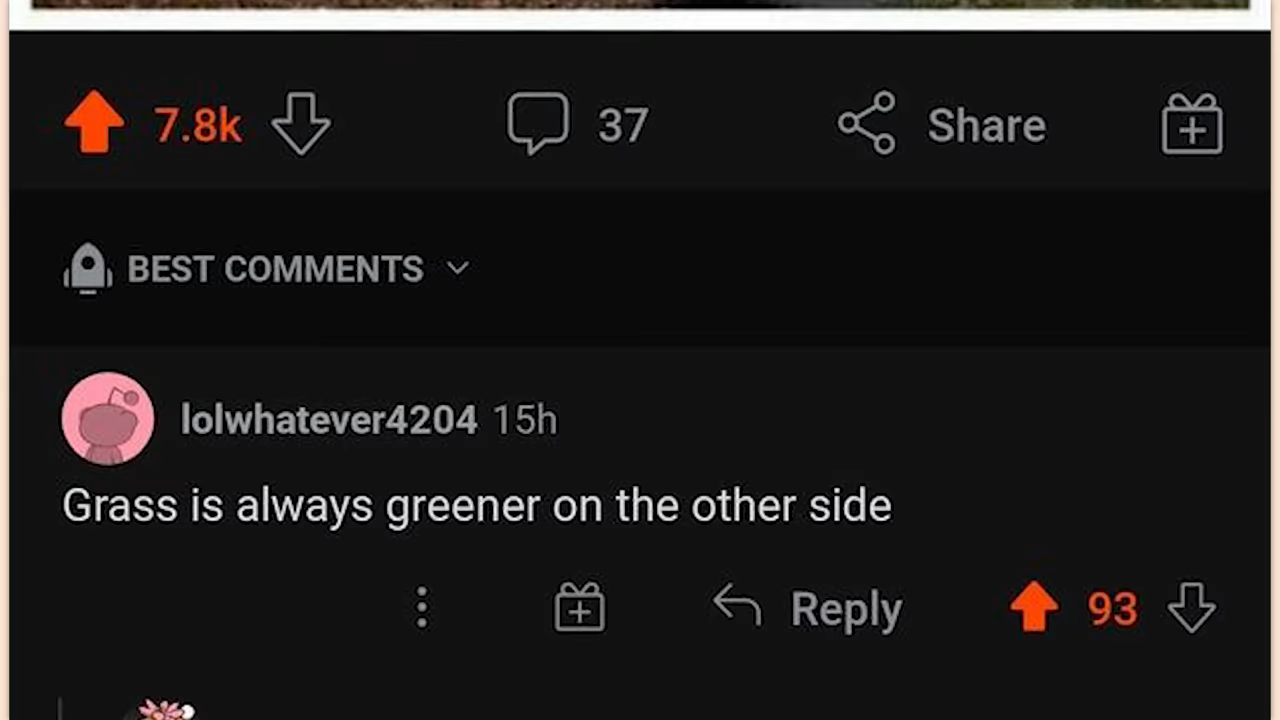 7.8k 37 Share
BEST COMMENTS
lolwhatever4204 15h
Grass is always greener on the other side
Reply 93